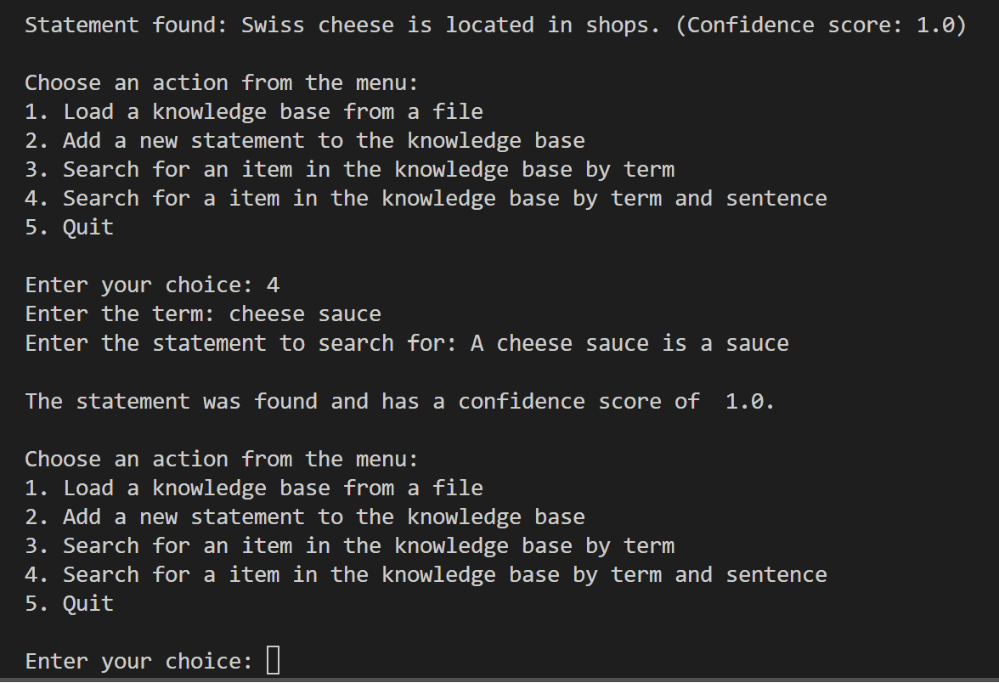 Statement found: Swiss cheese is located in shops. (Confidence score: 1.0)
Choose an action from the menu:
1. Load a knowledge base from a file
2. Add a new statement to the knowledge base
3. Search for an item in the knowledge base by term
4. Search for a item in the knowledge base by term and sentence
5. Quit
Enter your choice: 4
Enter the term: cheese sauce
Enter the statement to search for: A cheese sauce is a sauce
The statement was found and has a confidence score of  1.0.
Choose an action from the menu:
1. Load a knowledge base from a file
2. Add a new statement to the knowledge base
3. Search for an item in the knowledge base by term
4. Search for a item in the knowledge base by term and sentence
5. Quit
Enter your choice: